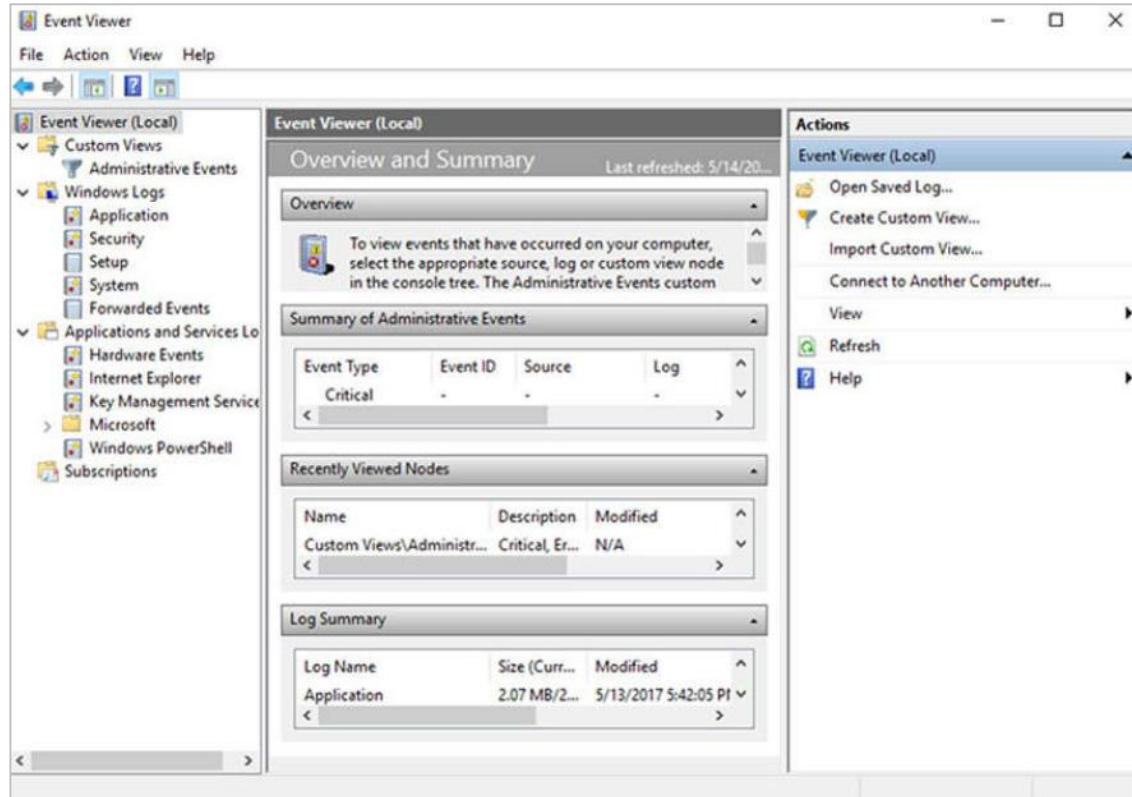 Event Viewer
File Action View Help
Event Viewer (Local)
Custom Views
Administrative Events
Windows Logs
Application
Security
Setup
System
Forwarded Events
Applications and Services Lo
Hardware Events
Internet Explorer
Key Management Service
Microsoft
Windows PowerShell
Subscriptions
Event Viewer (Local)
Overview and Summary Last refreshed: 5/14/20...
Overview
To view events that have occurred on your computer,
select the appropriate source, log or custom view node
in the console tree. The Administrative Events custom
Summary of Administrative Events
Event Type Event ID Source Log
Critical - - -
Recently Viewed Nodes
Name Description Modified
Custom Views\Administr... Critical, Er... N/A
Log Summary
Log Name Size (Curr... Modified
Application 2.07 MB/2... 5/13/2017 5:42:05 PM
Actions
Event Viewer (Local)
Open Saved Log...
Create Custom View...
Import Custom View...
Connect to Another Computer...
View
Refresh
Help